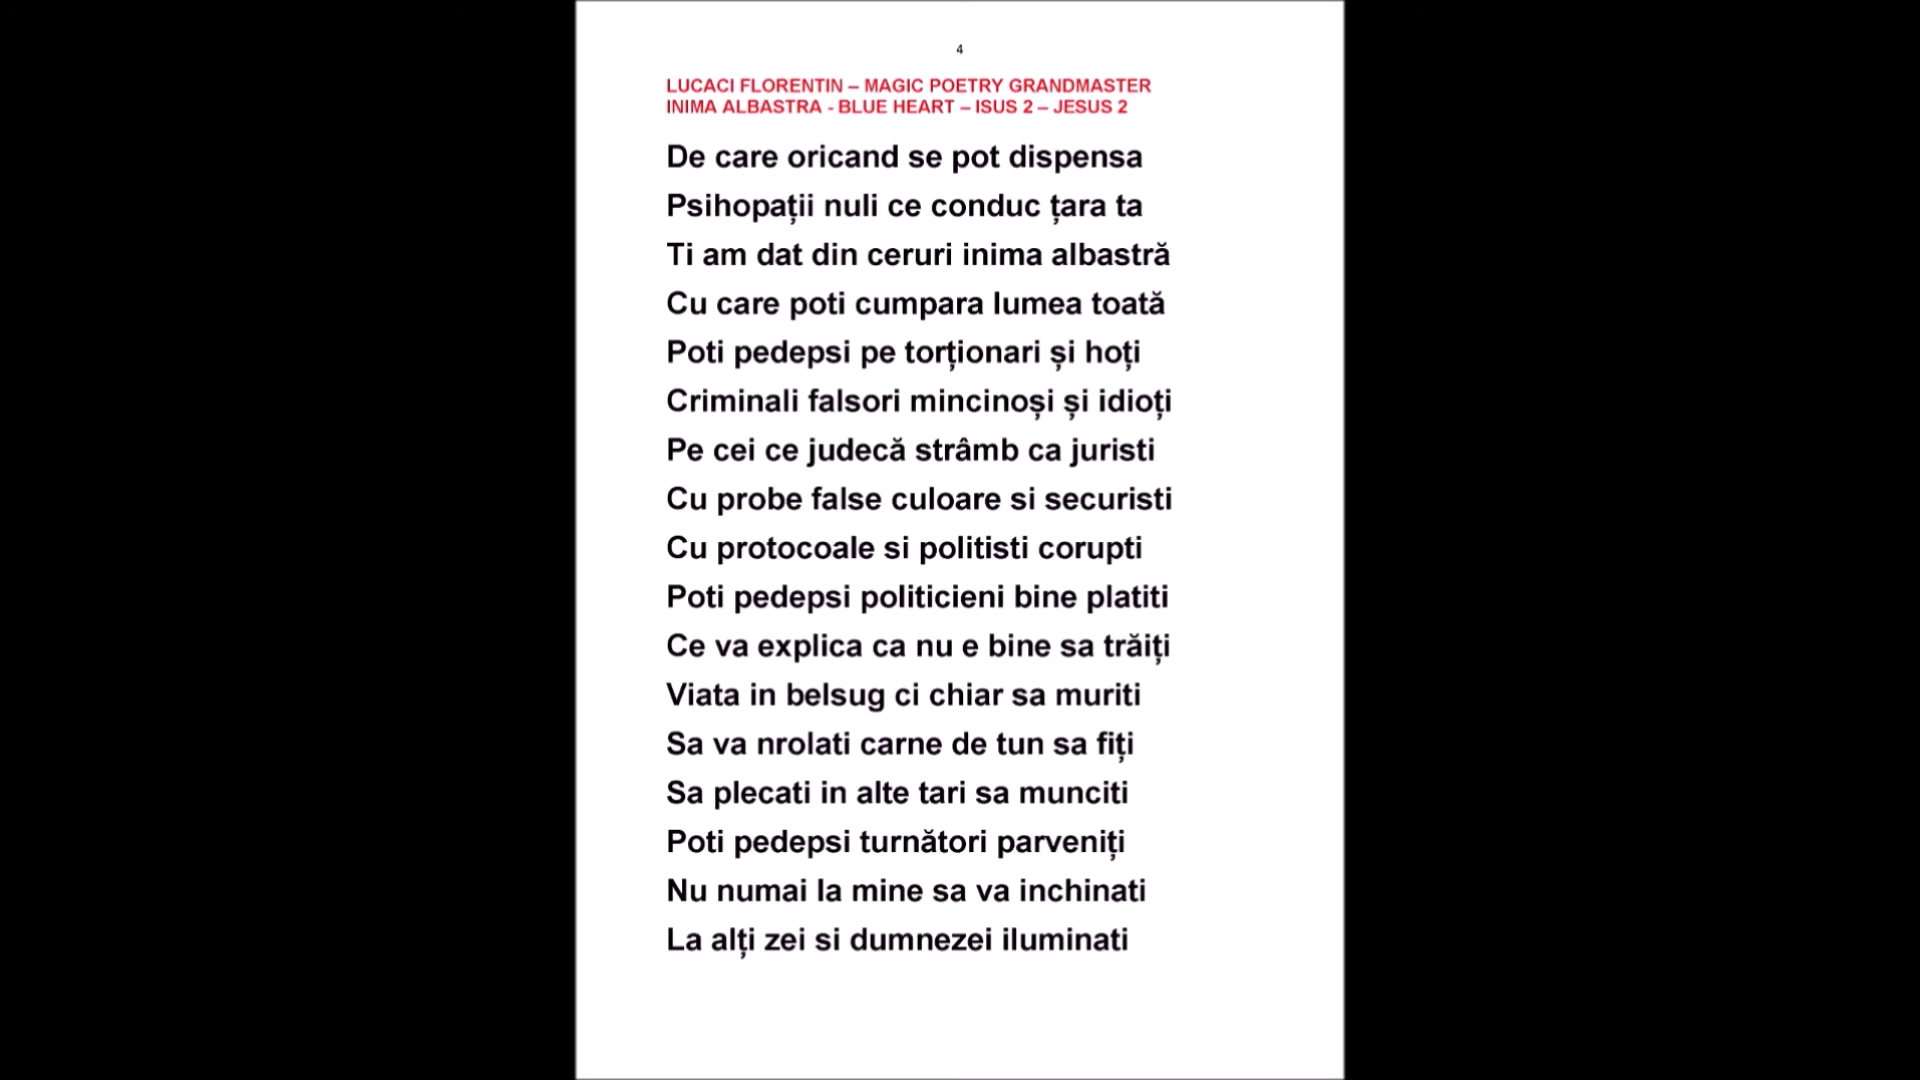 4
LUCACI FLORENTIN – MAGIC POETRY GRANDMASTER
INIMA ALBASTRA - BLUE HEART – ISUS 2 – JESUS 2
De care oricand se pot dispensa
Psihopații nuli ce conduc țara ta
Ti am dat din ceruri inima albastră
Cu care poti cumpara lumea toată
Poti pedepsi pe torționari și hoți
Criminali falsori mincinoși și idioți
Pe cei ce judecă strâmb ca juristi
Cu probe false culoare si securisti
Cu protocoale si politisti corupti
Poti pedepsi politicieni bine platiti
Ce va explica ca nu e bine sa trăiți
Viata in belsug ci chiar sa muriti
Sa va nrolati carne de tun sa fiți
Sa plecati in alte tari sa munciti
Poti pedepsi turnători parveniți
Nu numai la mine sa va inchinati
La alți zei si dumnezei iluminati